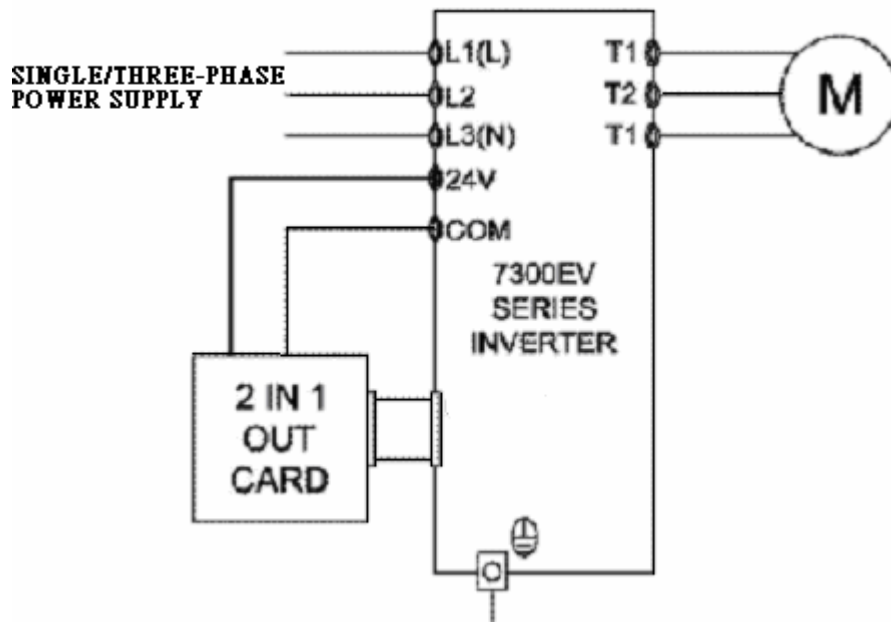 SINGLE/THREE-PHASE
POWER SUPPLY
L1(L)
L2
L3(N)
24V
COM
T1
T2
T1
M
7300EV
SERIES
INVERTER
2 IN 1
OUT
CARD